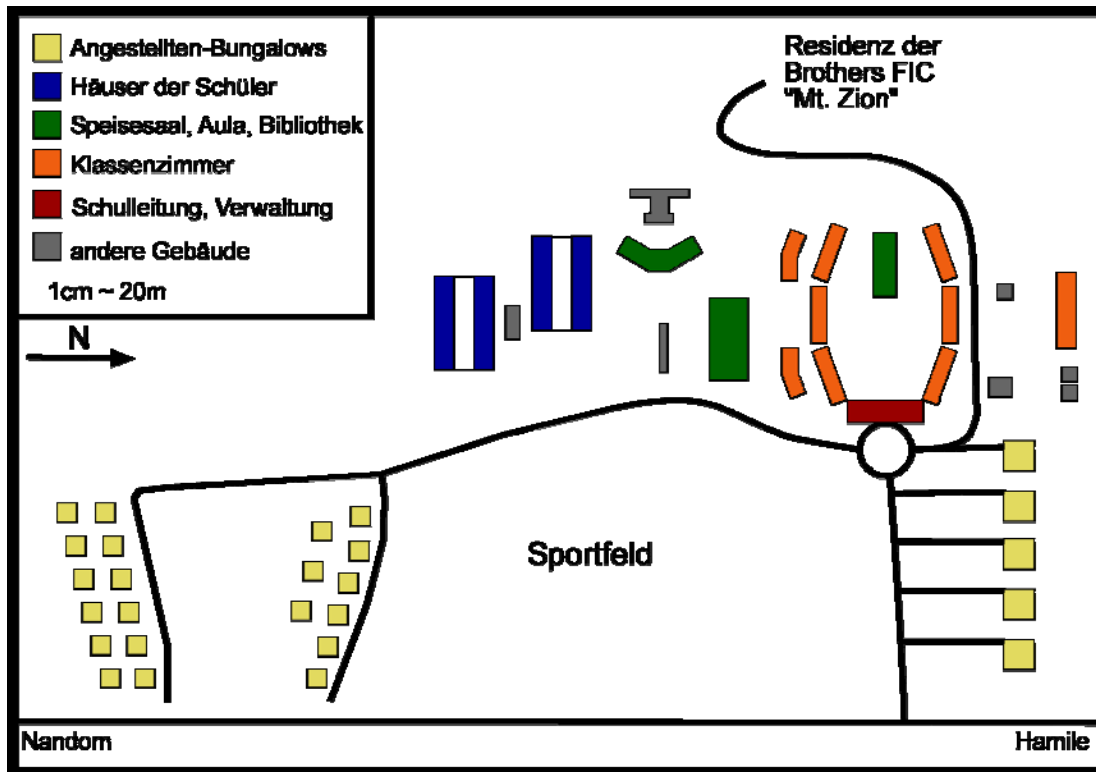 Angestellten-Bungalows
Häuser der Schüler
Speisesaal, Aula, Bibliothek
Klassenzimmer
Schulleitung, Verwaltung
andere Gebäude
1cm ~ 20m
N
Residenz der
Brothers FIC
"Mt. Zion"
Sportfeld
Nandom
Hamile